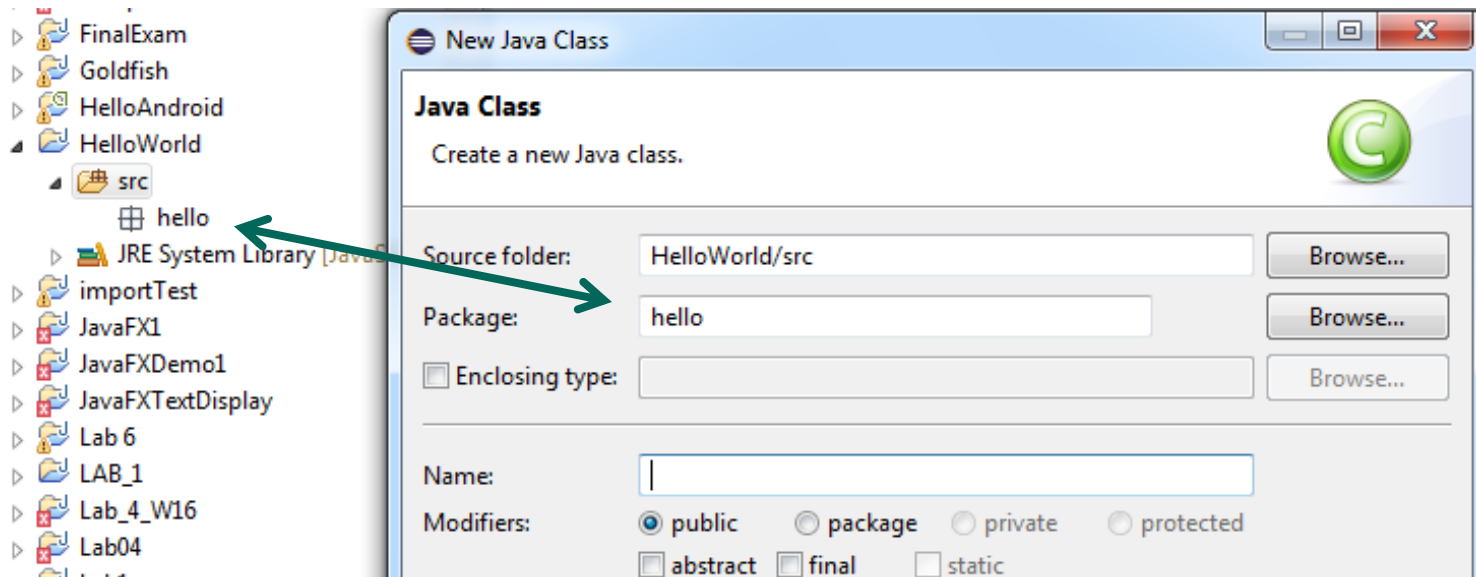 FinalExam
Goldfish
HelloAndroid
HelloWorld
src
hello
JRE System Library
importTest
JavaFX1
JavaFXDemo1
JavaFXTextDisplay
Lab 6
LAB_1
Lab_4_W16
Lab04
New Java Class
Java Class
Create a new Java class.
Source folder: HelloWorld/src Browse...
Package: hello Browse...
Enclosing type: Browse...
Name:
Modifiers: public package private protected
abstract final static